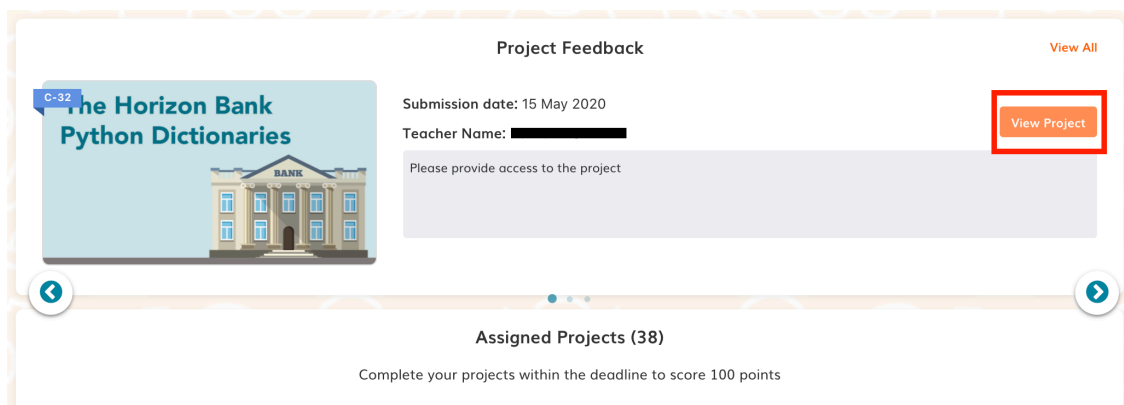 Project Feedback
View All
C-32
The Horizon Bank
Python Dictionaries
BANK
Submission date: 15 May 2020
Teacher Name:
View Project
Please provide access to the project
Assigned Projects (38)
Complete your projects within the deadline to score 100 points